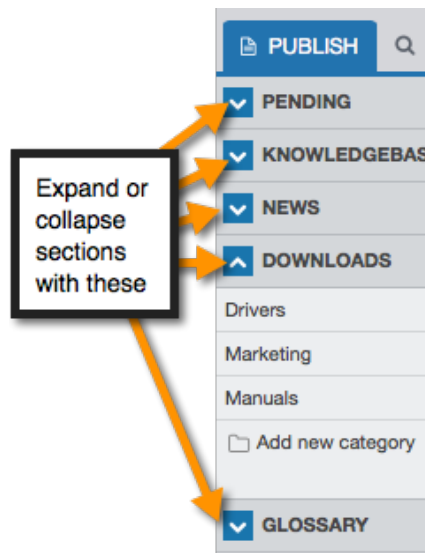 PUBLISH
PENDING
KNOWLEDGEBAS
NEWS
DOWNLOADS
Drivers
Marketing
Manuals
Add new category
GLOSSARY
Expand or
collapse
sections
with these